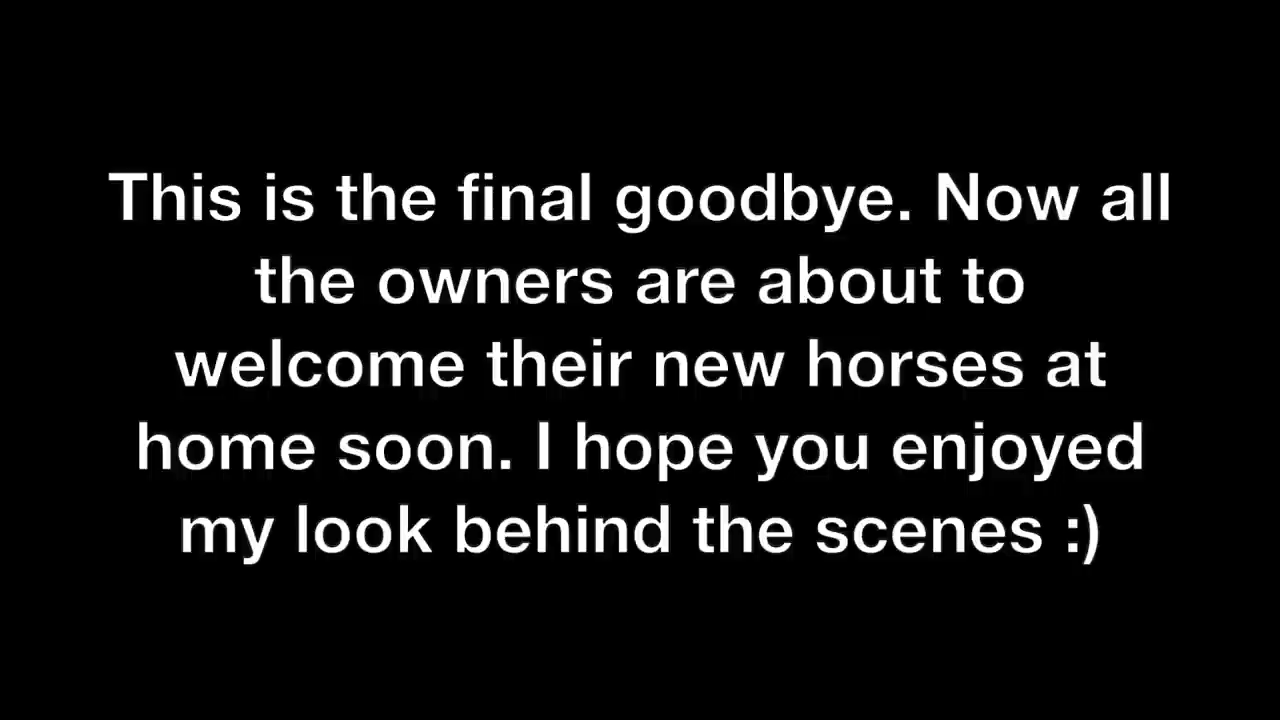 This is the final goodbye. Now all
the owners are about to
welcome their new horses at
home soon. I hope you enjoyed
my look behind the scenes :)